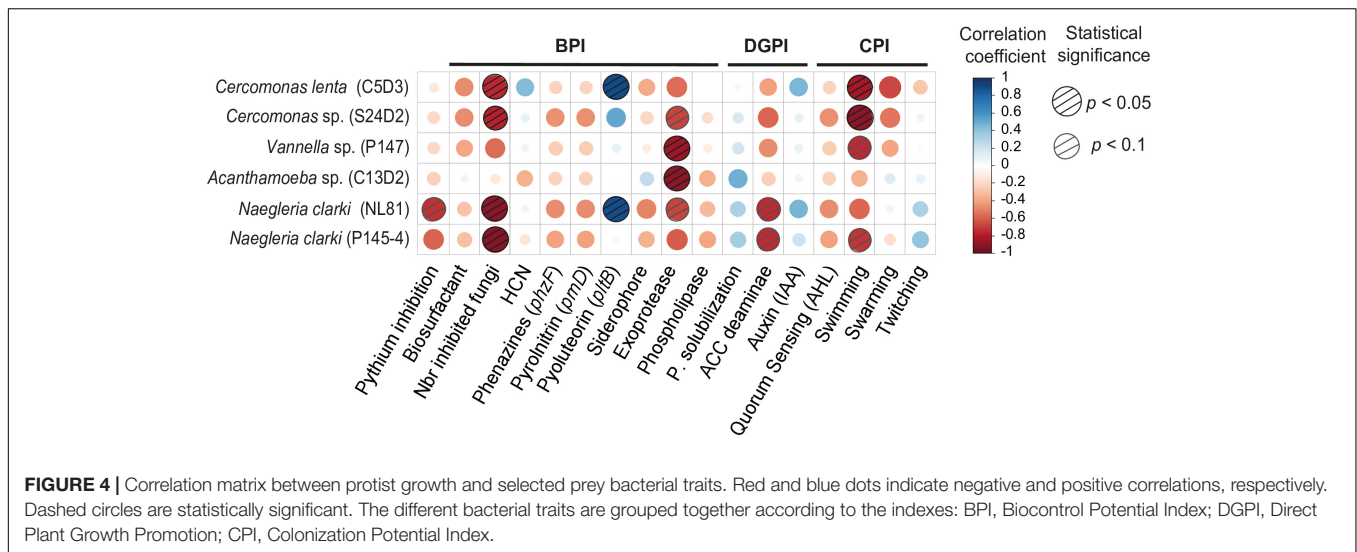 BPI
DGPI
CPI
Correlation
coefficient
Statistical
significance
Cercomonas lenta (C5D3)
Cercomonas sp. (S24D2)
Vannella sp. (P147)
Acanthamoeba sp. (C13D2)
Naegleria clarki (NL81)
Naegleria clarki (P145-4)
1
0.8
0.6
0.4
0.2
0
-0.2
-0.4
-0.6
-0.8
-1
p < 0.05
p < 0.1
Pythium inhibition
Biosurfactant
Nbr inhibited fungi
HCN
Phenazines (phzF)
Pyrolnitrin (prnD)
Pyoluteorin (pltB)
Siderophore
Exoprotease
Phospholipase
P. solubilization
ACC deaminae
Auxin (IAA)
Quorum Sensing (AHL)
Swimming
Swarming
Twitching
FIGURE 4 | Correlation matrix between protist growth and selected prey bacterial traits. Red and blue dots indicate negative and positive correlations, respectively.
Dashed circles are statistically significant. The different bacterial traits are grouped together according to the indexes: BPI, Biocontrol Potential Index; DGPI, Direct
Plant Growth Promotion; CPI, Colonization Potential Index.